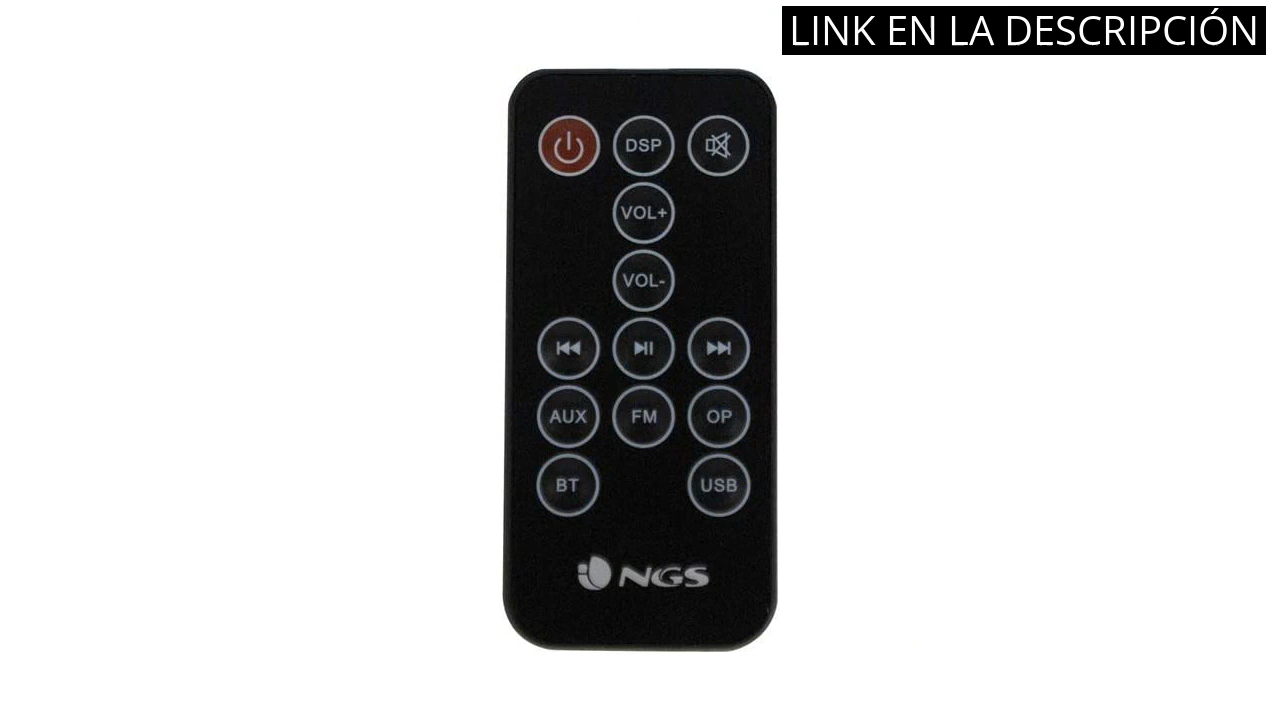 LINK EN LA DESCRIPCIÓN
DSP
VOL+
VOL-
AUX FM OP
BT USB
NGS